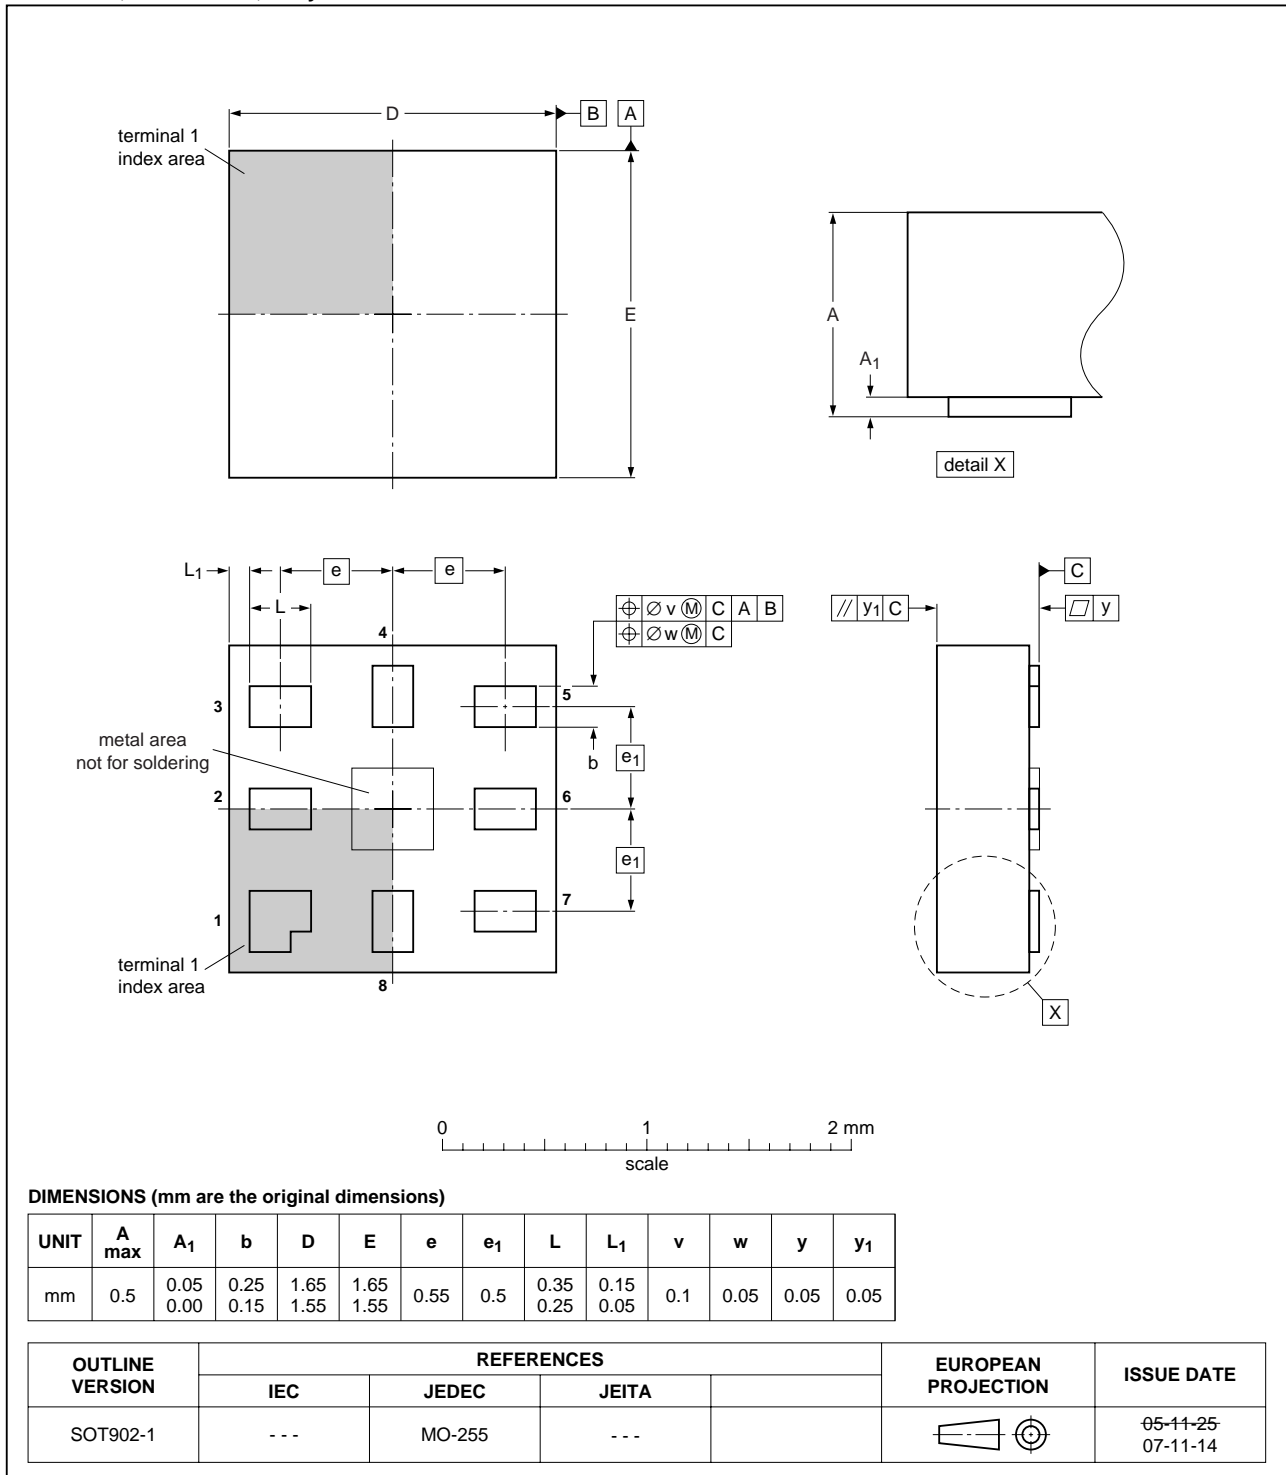 D
B
A
terminal 1
index area
E
A
A1
detail X
L1
e
e
L
4
⌖ ⌀ v Ⓜ C A B
⌖ ⌀ w Ⓜ C
C
// y1 C
⏥ y
3
5
metal area
not for soldering
b
e1
2
6
e1
1
7
terminal 1
index area
8
X
0 1 2 mm
scale
DIMENSIONS (mm are the original dimensions)
UNIT A max A1 b D E e e1 L L1 v w y y1
mm 0.5 0.05 0.00 0.25 0.15 1.65 1.55 1.65 1.55 0.55 0.5 0.35 0.25 0.15 0.05 0.1 0.05 0.05 0.05
OUTLINE VERSION REFERENCES EUROPEAN PROJECTION ISSUE DATE
IEC JEDEC JEITA
SOT902-1 - - - MO-255 - - - 05-11-25
07-11-14